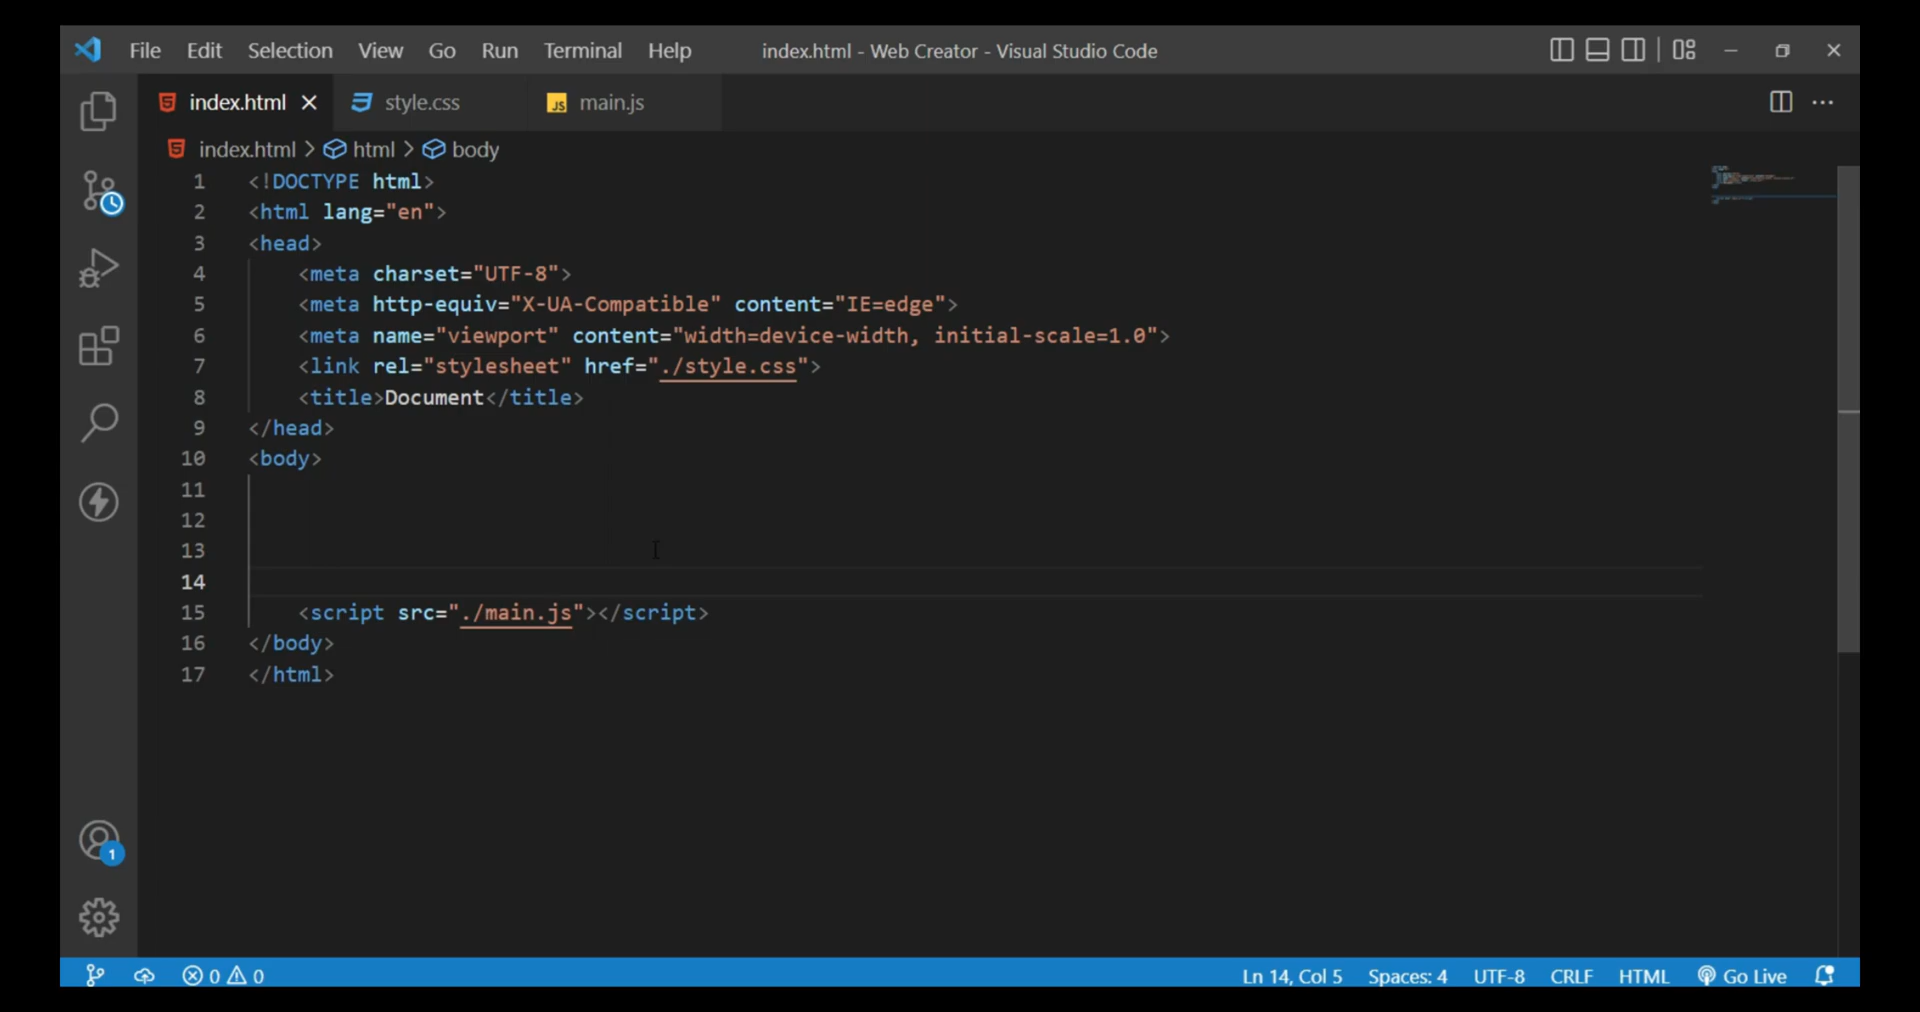 File Edit Selection View Go Run Terminal Help index.html - Web Creator - Visual Studio Code
index.html style.css JS main.js
index.html > html > body
1 <!DOCTYPE html>
2 <html lang="en">
3 <head>
4 <meta charset="UTF-8">
5 <meta http-equiv="X-UA-Compatible" content="IE=edge">
6 <meta name="viewport" content="width=device-width, initial-scale=1.0">
7 <link rel="stylesheet" href="./style.css">
8 <title>Document</title>
9 </head>
10 <body>
11
12
13
14
15 <script src="./main.js"></script>
16 </body>
17 </html>
1
0 0 Ln 14, Col 5 Spaces: 4 UTF-8 CRLF HTML Go Live